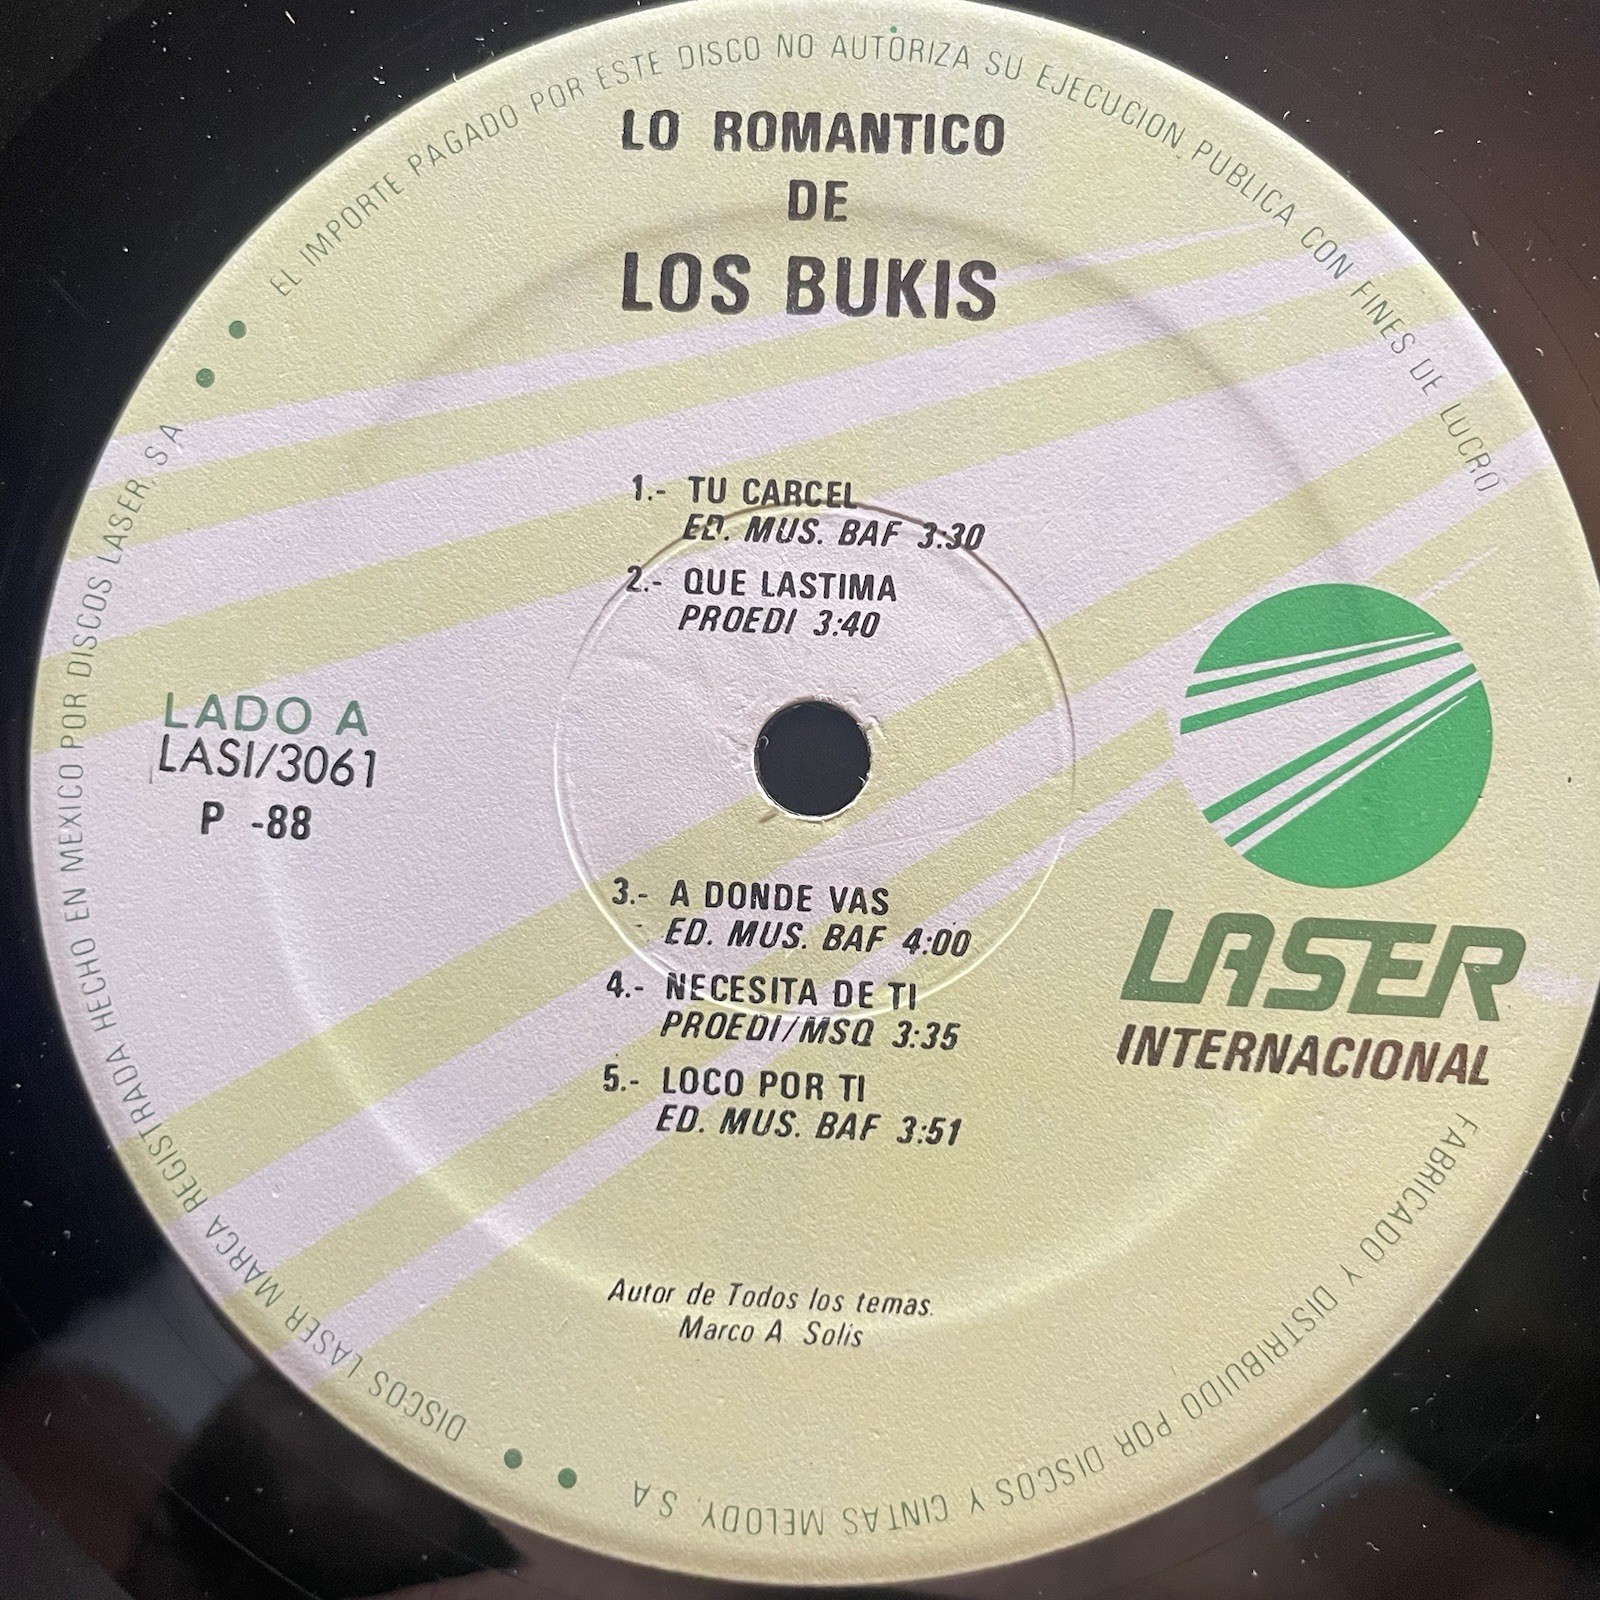 EL IMPORTE PAGADO POR ESTE DISCO NO AUTORIZA SU EJECUCION PUBLICA CON FINES DE LUCRO
LO ROMANTICO
DE
LOS BUKIS
1.- TU CARCEL
ED. MUS. BAF 3:30
2.- QUE LASTIMA
PROEDI 3:40
LADO A
LASI/3061
P -88
3.- A DONDE VAS
ED. MUS. BAF 4:00
4.- NECESITA DE TI
PROEDI/MSQ 3:35
5.- LOCO POR TI
ED. MUS. BAF 3:51
LASER
INTERNACIONAL
Autor de Todos los temas.
Marco A. Solis
DISCOS LASER MARCA REGISTRADA HECHO EN MEXICO POR DISCOS LASER, S.A
FABRICADO Y DISTRIBUIDO POR DISCOS Y CINTAS MELODY, S.A